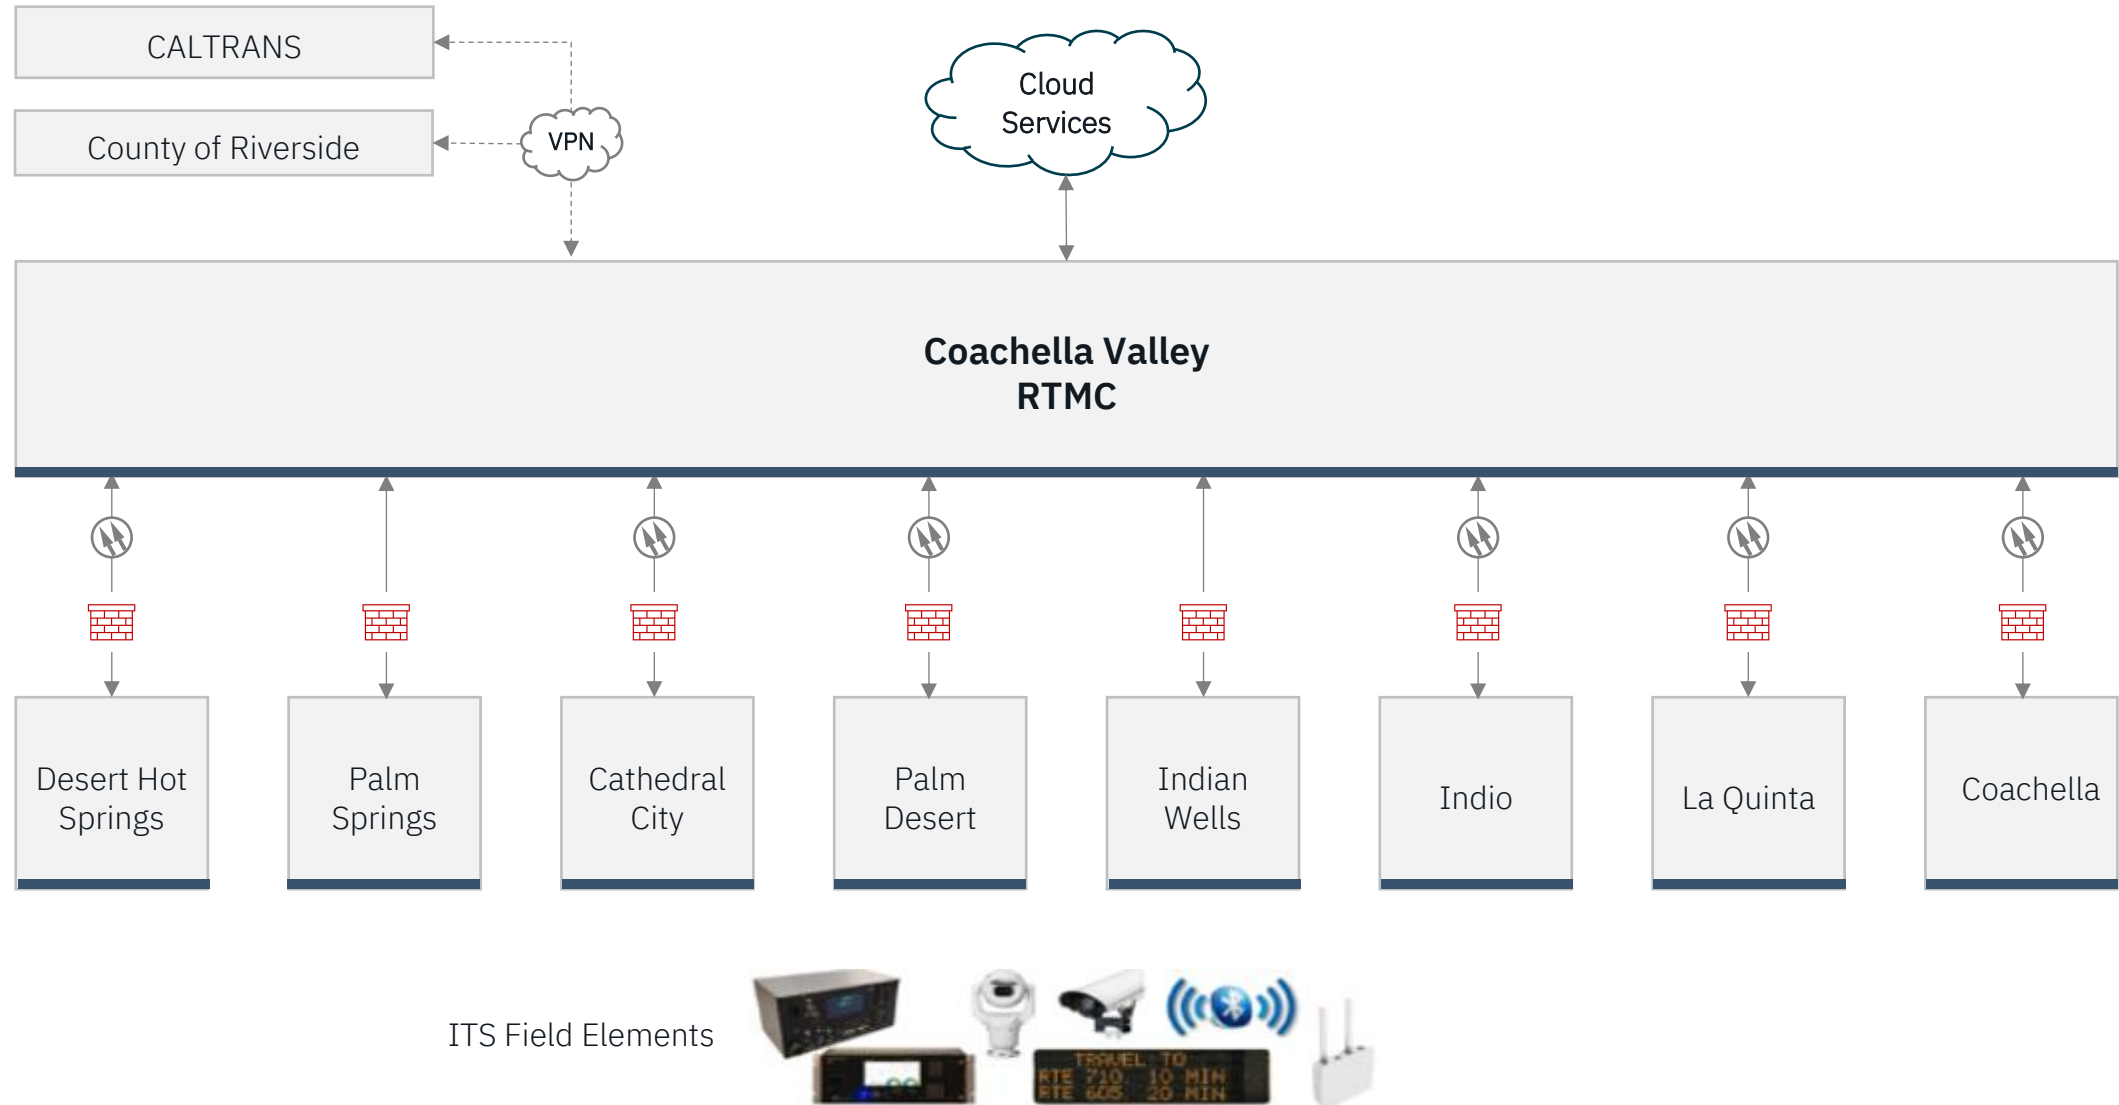 CALTRANS
County of Riverside
VPN
Cloud
Services
Coachella Valley
RTMC
Desert Hot
Springs
Palm
Springs
Cathedral
City
Palm
Desert
Indian
Wells
Indio
La Quinta
Coachella
ITS Field Elements
TRAVEL TO
RTE 710 10 MIN
RTE 605 20 MIN